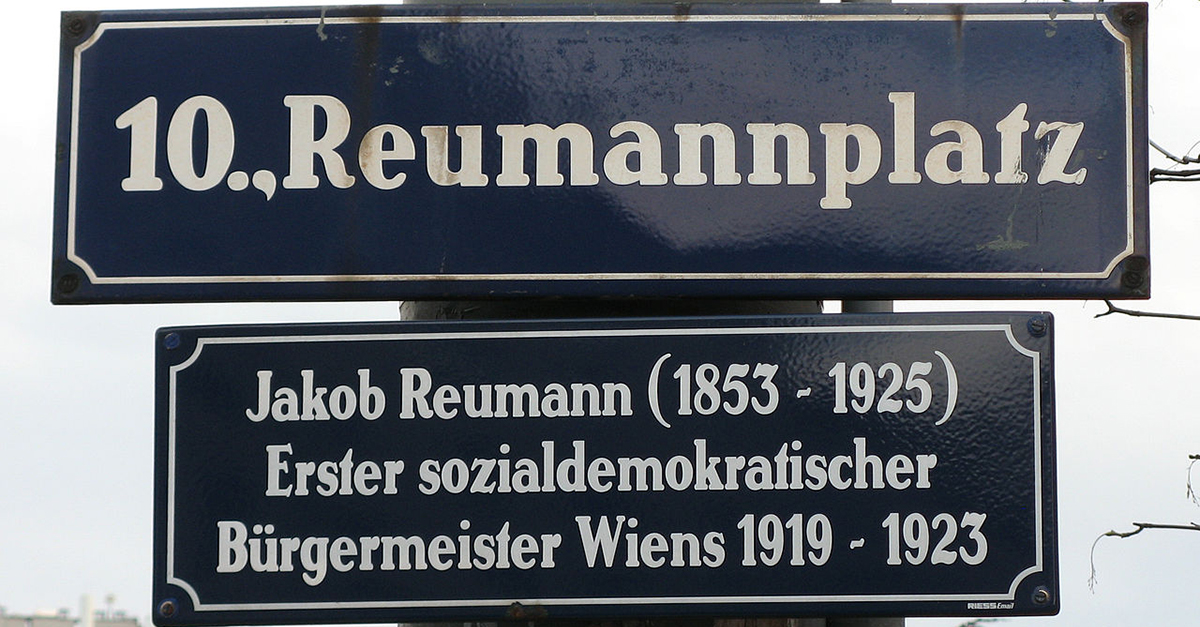 10., Reumannplatz
Jakob Reumann (1853 - 1925)
Erster sozialdemokratischer
Bürgermeister Wiens 1919 - 1923
RIESS Email